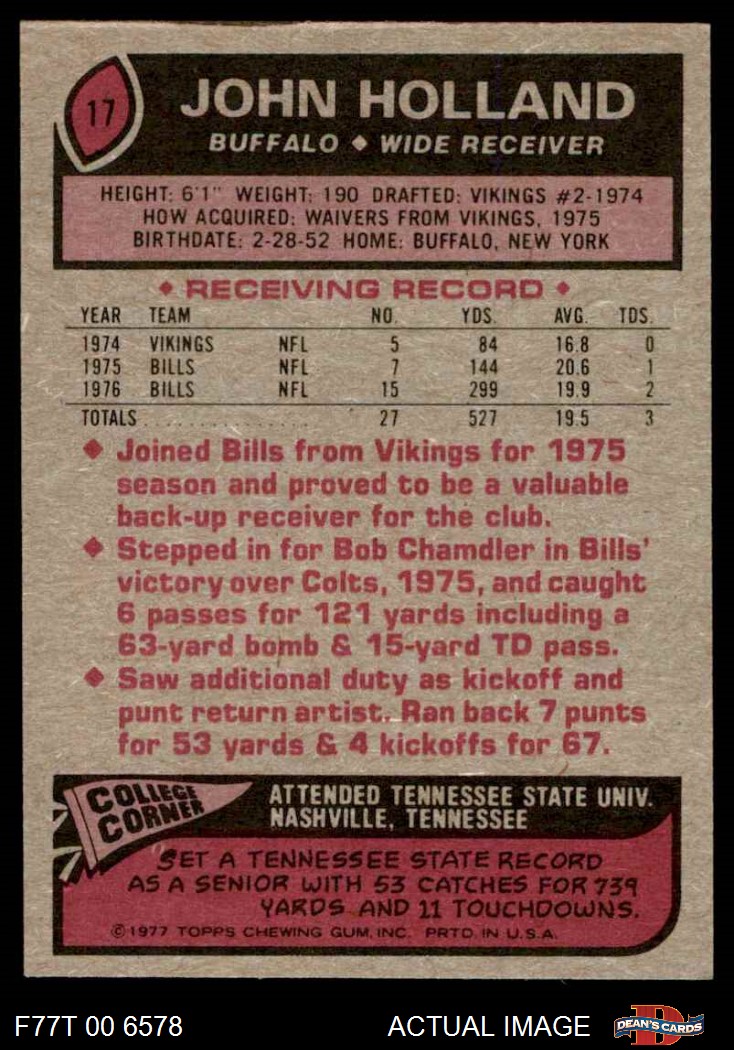 17
JOHN HOLLAND
BUFFALO ◆ WIDE RECEIVER
HEIGHT: 6'1" WEIGHT: 190 DRAFTED: VIKINGS #2-1974
HOW ACQUIRED: WAIVERS FROM VIKINGS, 1975
BIRTHDATE: 2-28-52 HOME: BUFFALO, NEW YORK
◆ RECEIVING RECORD ◆
YEAR TEAM NO. YDS. AVG. TDS.
1974 VIKINGS NFL 5 84 16.8 0
1975 BILLS NFL 7 144 20.6 1
1976 BILLS NFL 15 299 19.9 2
TOTALS . . . . . . . . . . . . 27 527 19.5 3
◆ Joined Bills from Vikings for 1975
season and proved to be a valuable
back-up receiver for the club.
◆ Stepped in for Bob Chamdler in Bills'
victory over Colts, 1975, and caught
6 passes for 121 yards including a
63-yard bomb & 15-yard TD pass.
◆ Saw additional duty as kickoff and
punt return artist. Ran back 7 punts
for 53 yards & 4 kickoffs for 67.
COLLEGE
CORNER
ATTENDED TENNESSEE STATE UNIV.
NASHVILLE, TENNESSEE
SET A TENNESSEE STATE RECORD
AS A SENIOR WITH 53 CATCHES FOR 739
YARDS AND 11 TOUCHDOWNS.
©1977 TOPPS CHEWING GUM, INC. PRTD. IN U.S.A.
F77T 00 6578 ACTUAL IMAGE
D
DEAN'S CARDS